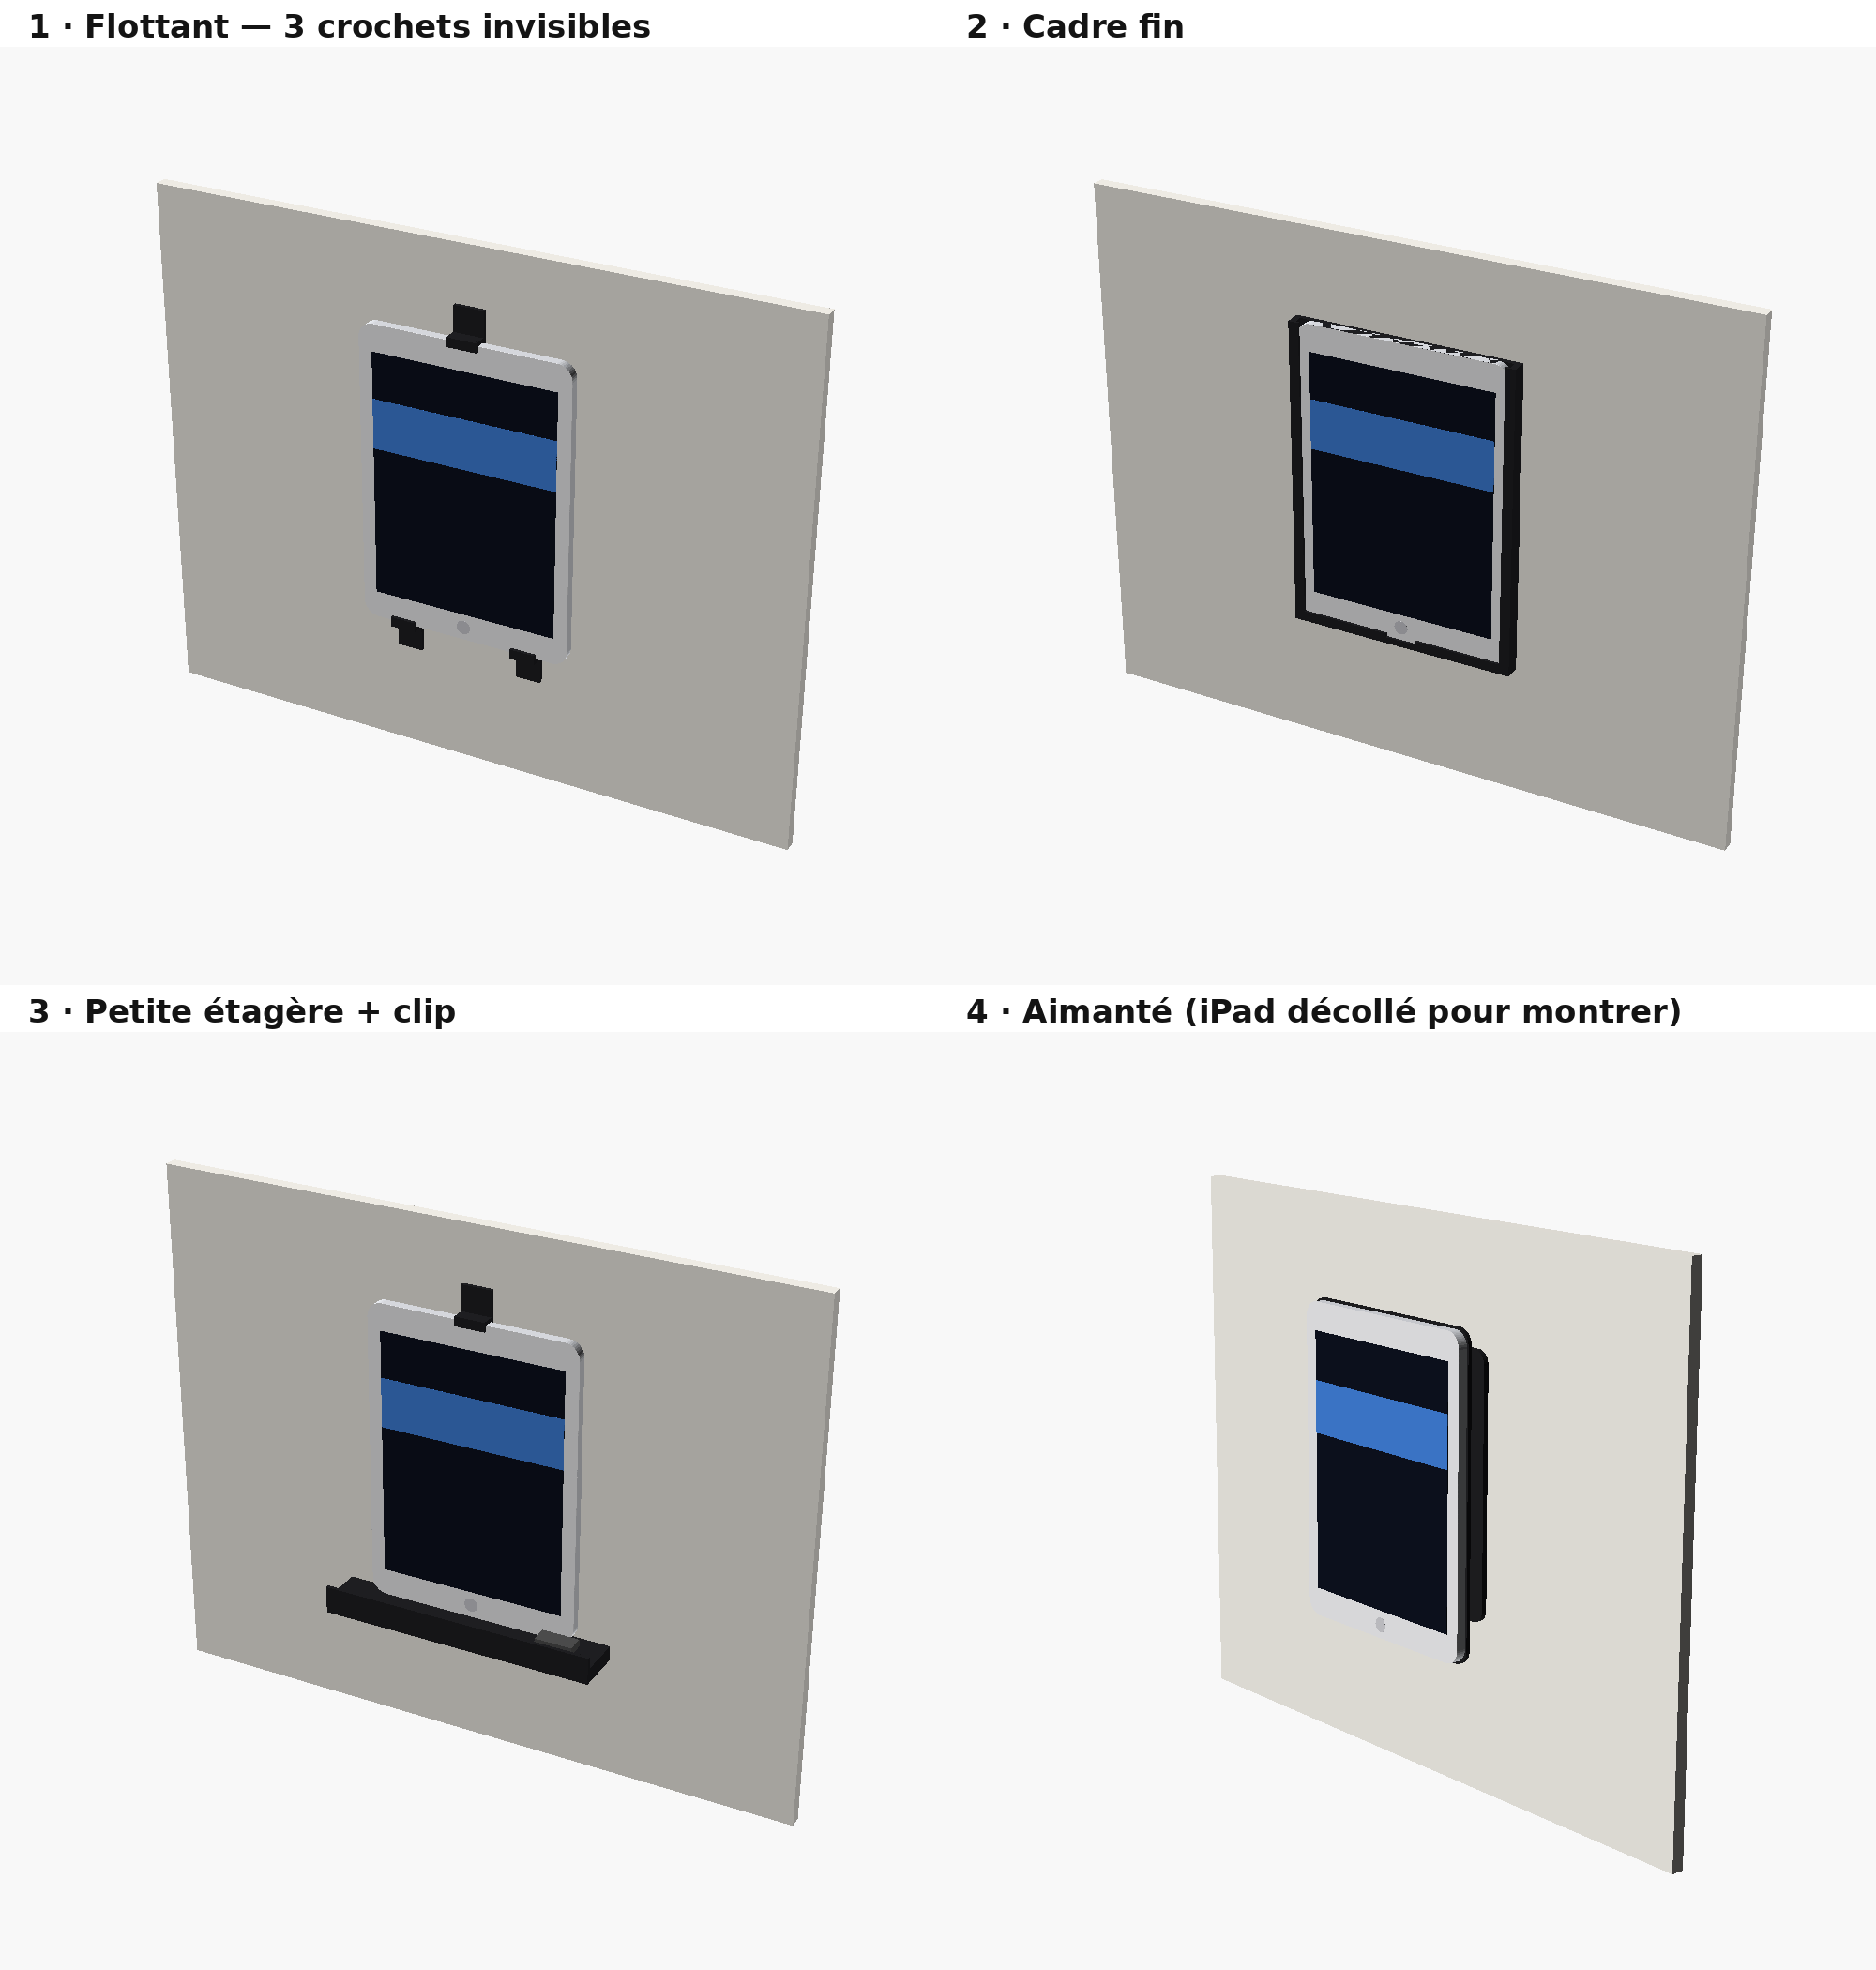 1 · Flottant — 3 crochets invisibles
2 · Cadre fin
3 · Petite étagère + clip
4 · Aimanté (iPad décollé pour montrer)